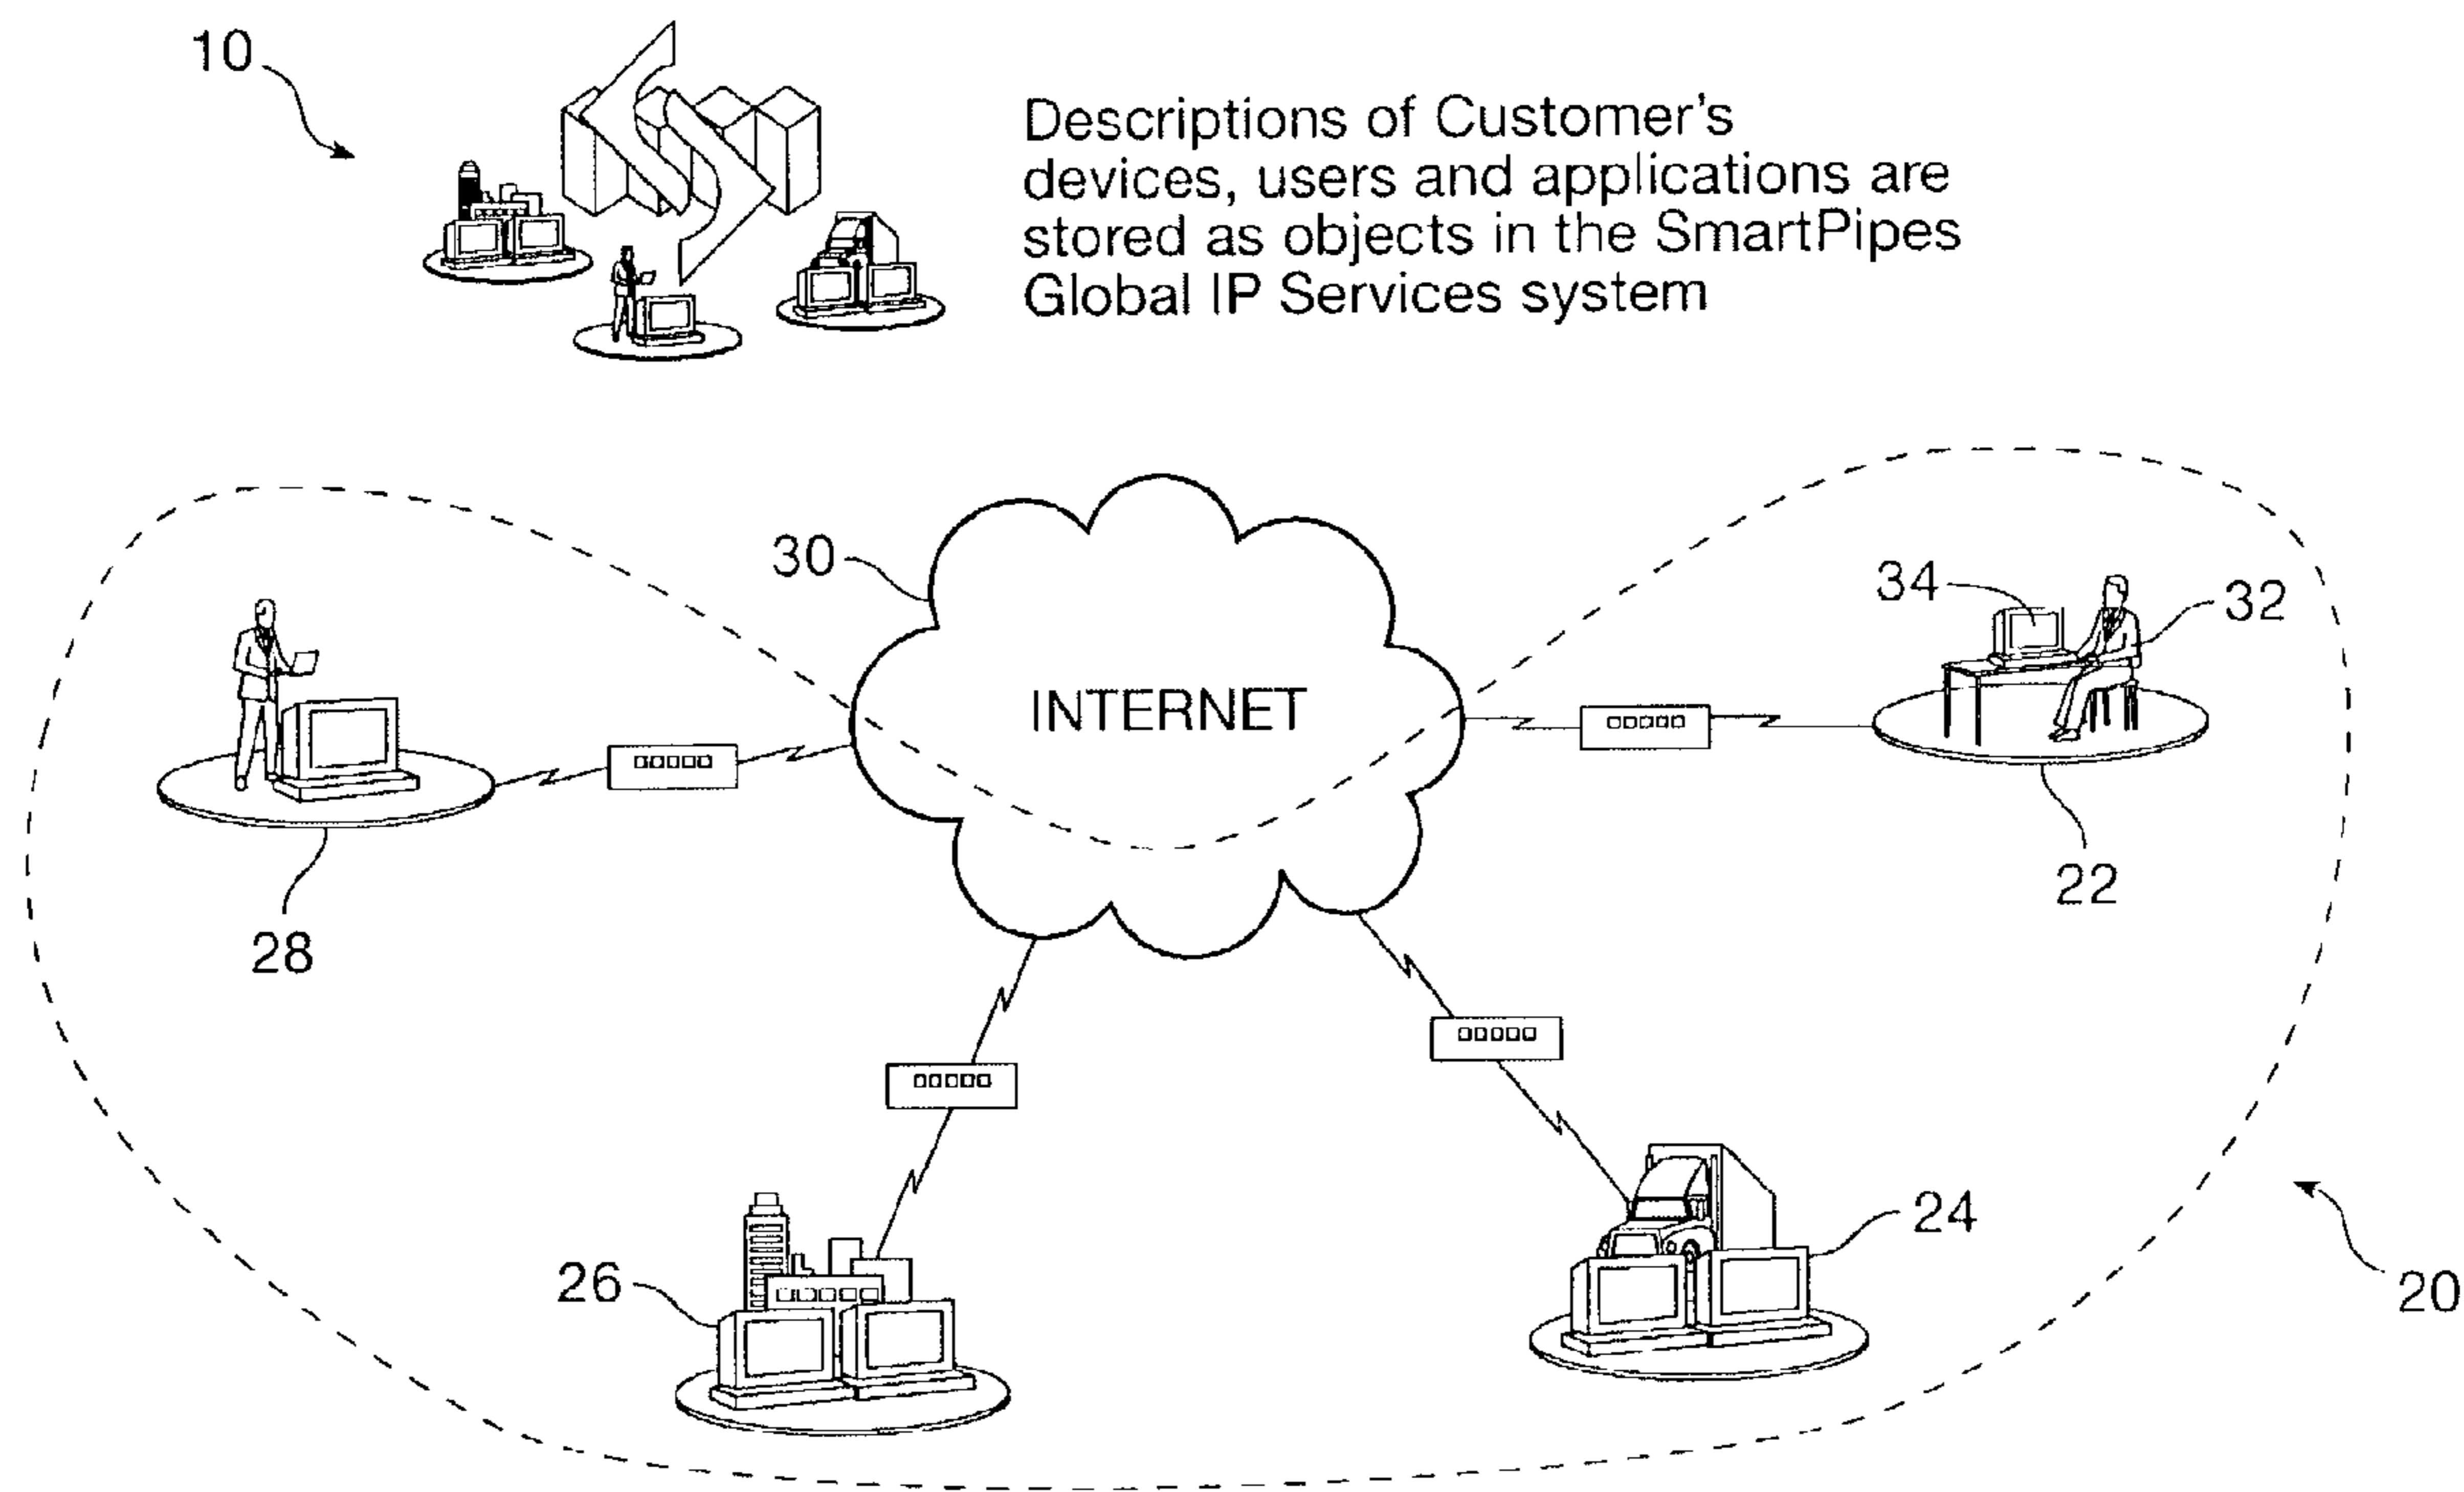 10
Descriptions of Customer's
devices, users and applications are
stored as objects in the SmartPipes
Global IP Services system
30
34
32
INTERNET
22
28
24
26
20